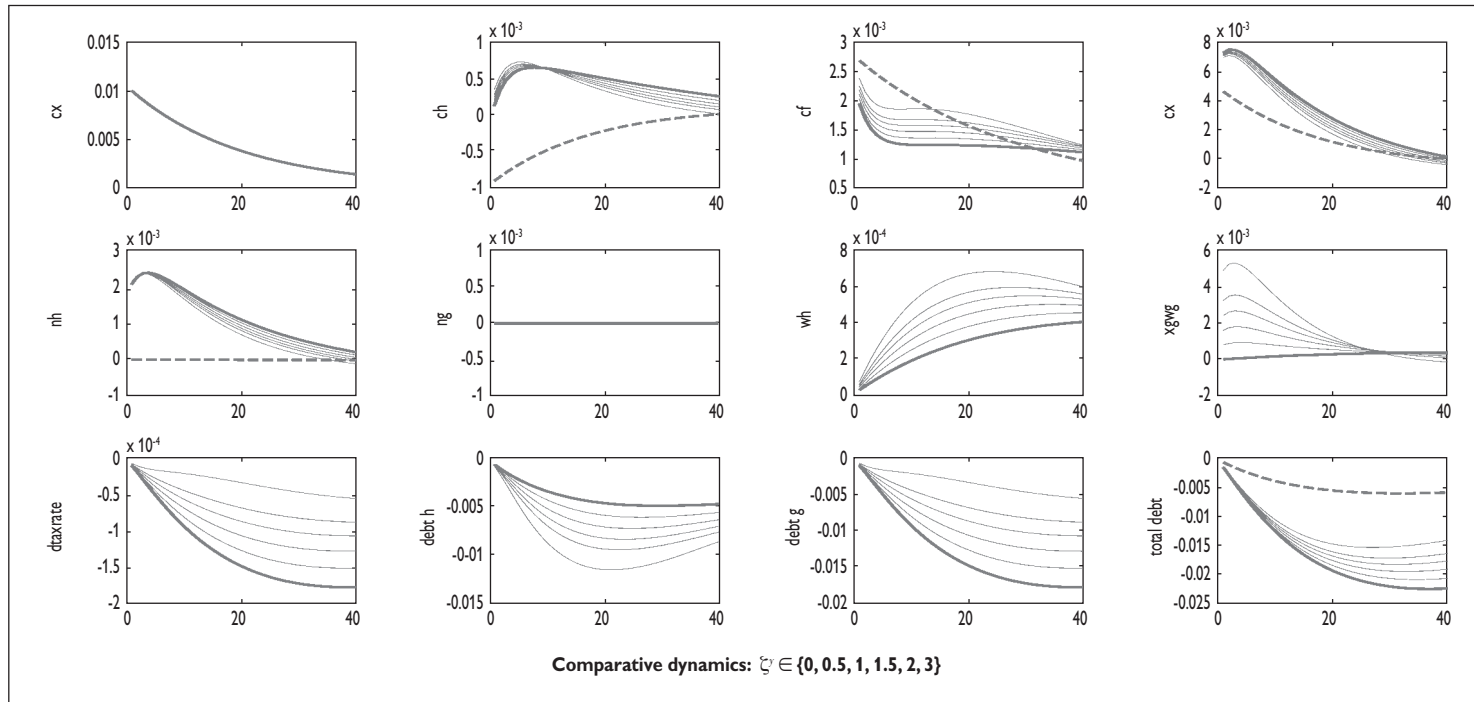 0.015
0.01
0.005
0
0 20 40
cx
x 10-3
1
0.5
0
-0.5
-1
0 20 40
ch
x 10-3
3
2.5
2
1.5
1
0.5
0 20 40
cf
x 10-3
8
6
4
2
0
-2
0 20 40
cx
x 10-3
3
2
1
0
-1
0 20 40
nh
x 10-3
1
0.5
0
-0.5
-1
0 20 40
ng
x 10-4
8
6
4
2
0
0 20 40
wh
x 10-3
6
4
2
0
-2
0 20 40
xgwg
x 10-4
0
-0.5
-1
-1.5
-2
0 20 40
dtaxrate
0
-0.005
-0.01
-0.015
0 20 40
debt h
0
-0.005
-0.01
-0.015
-0.02
0 20 40
debt g
0
-0.005
-0.01
-0.015
-0.02
-0.025
0 20 40
total debt
Comparative dynamics: ζʸ ∈ {0, 0.5, 1, 1.5, 2, 3}